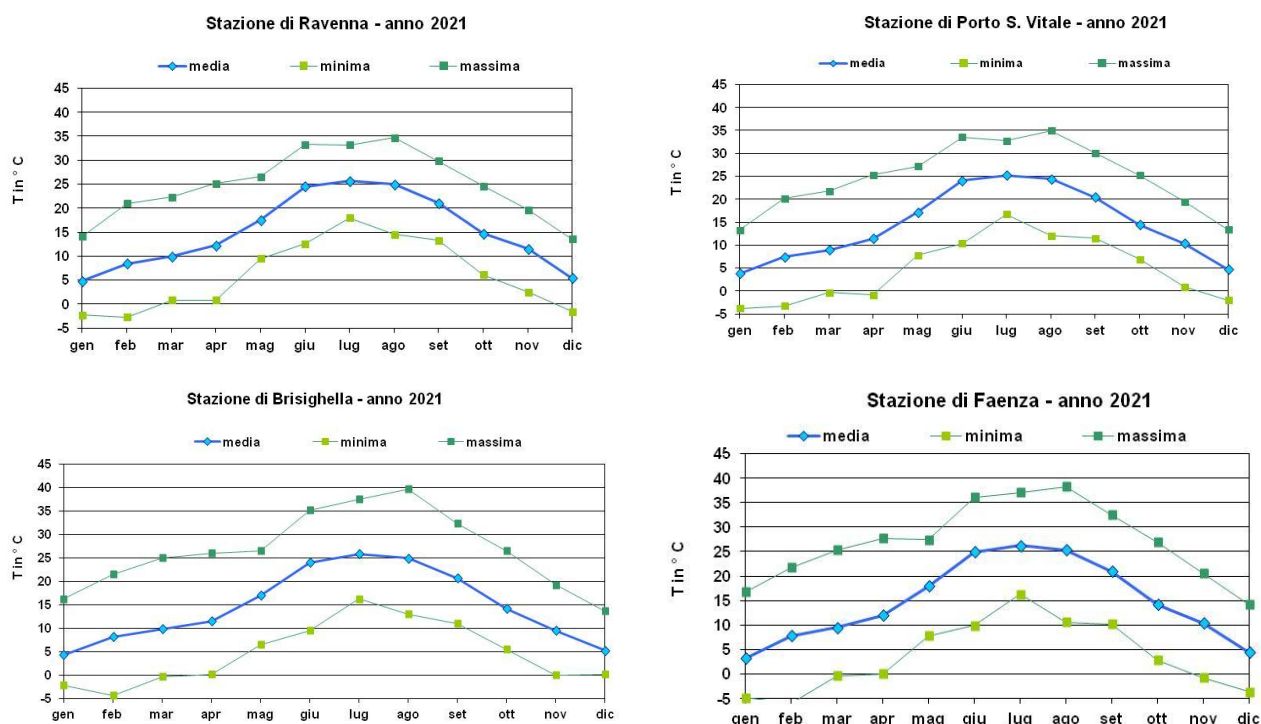 Stazione di Ravenna - anno 2021
media minima massima
T in ° C
45
40
35
30
25
20
15
10
5
0
-5
gen feb mar apr mag giu lug ago set ott nov dic
Stazione di Porto S. Vitale - anno 2021
media minima massima
T in ° C
45
40
35
30
25
20
15
10
5
0
-5
gen feb mar apr mag giu lug ago set ott nov dic
Stazione di Brisighella - anno 2021
media minima massima
T in ° C
45
40
35
30
25
20
15
10
5
0
-5
gen feb mar apr mag giu lug ago set ott nov dic
Stazione di Faenza - anno 2021
media minima massima
T in ° C
45
40
35
30
25
20
15
10
5
0
-5
gen feb mar apr mag giu lug ago set ott nov dic